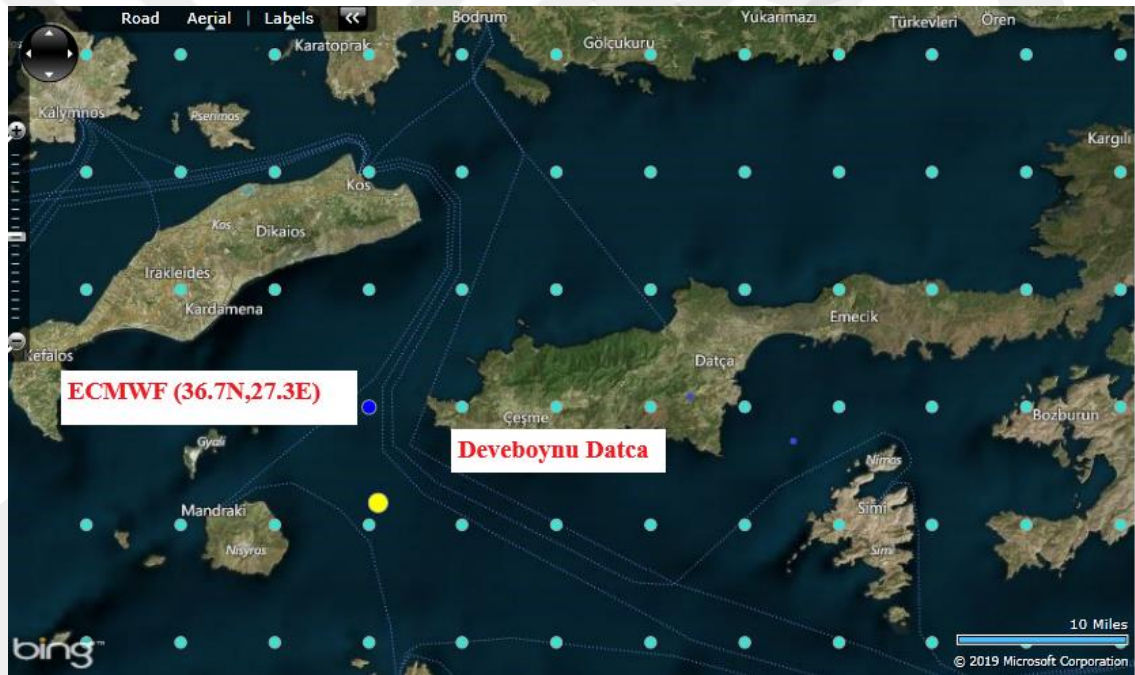 Road Aerial | Labels «
Bodrum
Yukarımazı
Türkevleri
Ören
Karatoprak
Gölçukuru
Kalymnos
Pserimos
Kargılı
Kos
Kos
Dikaios
Irakleides
Kardamena
Emecik
Kefalos
Datça
ECMWF (36.7N,27.3E)
Çeşme
Bozburun
Gyali
Deveboynu Datca
Nimos
Mandraki
Simi
Nisyros
Simi
10 Miles
bing™
© 2019 Microsoft Corporation